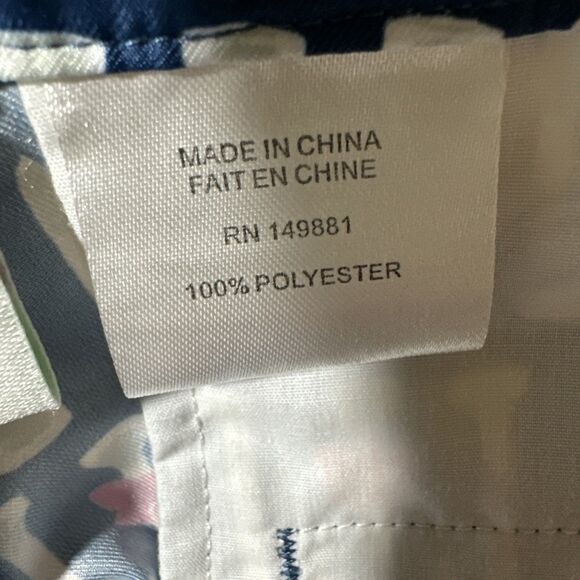 MADE IN CHINA
FAIT EN CHINE
RN 149881
100% POLYESTER